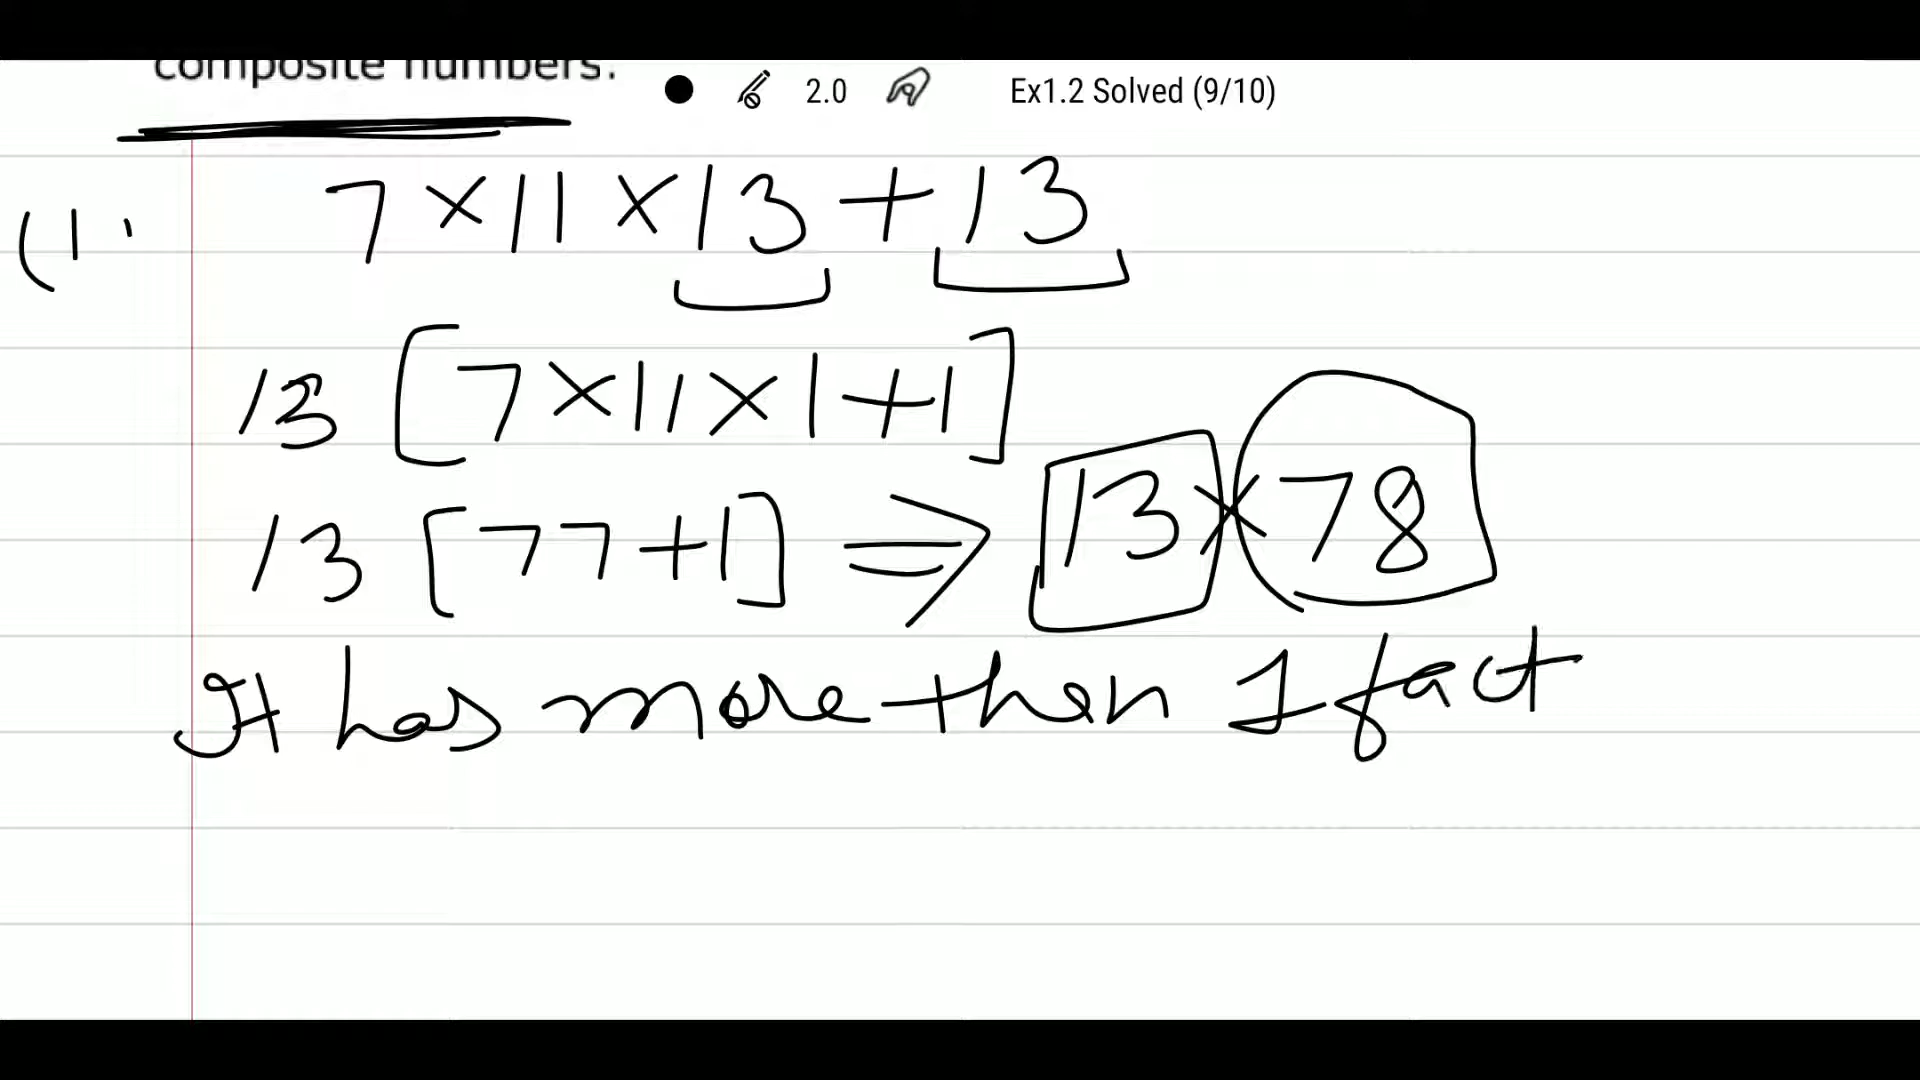 composite numbers.
2.0 Ex1.2 Solved (9/10)
(1, 7×11×13+13
13 [7×11×1+1]
13 [77+1] ⇒ 13×78
It has more then 1 fact